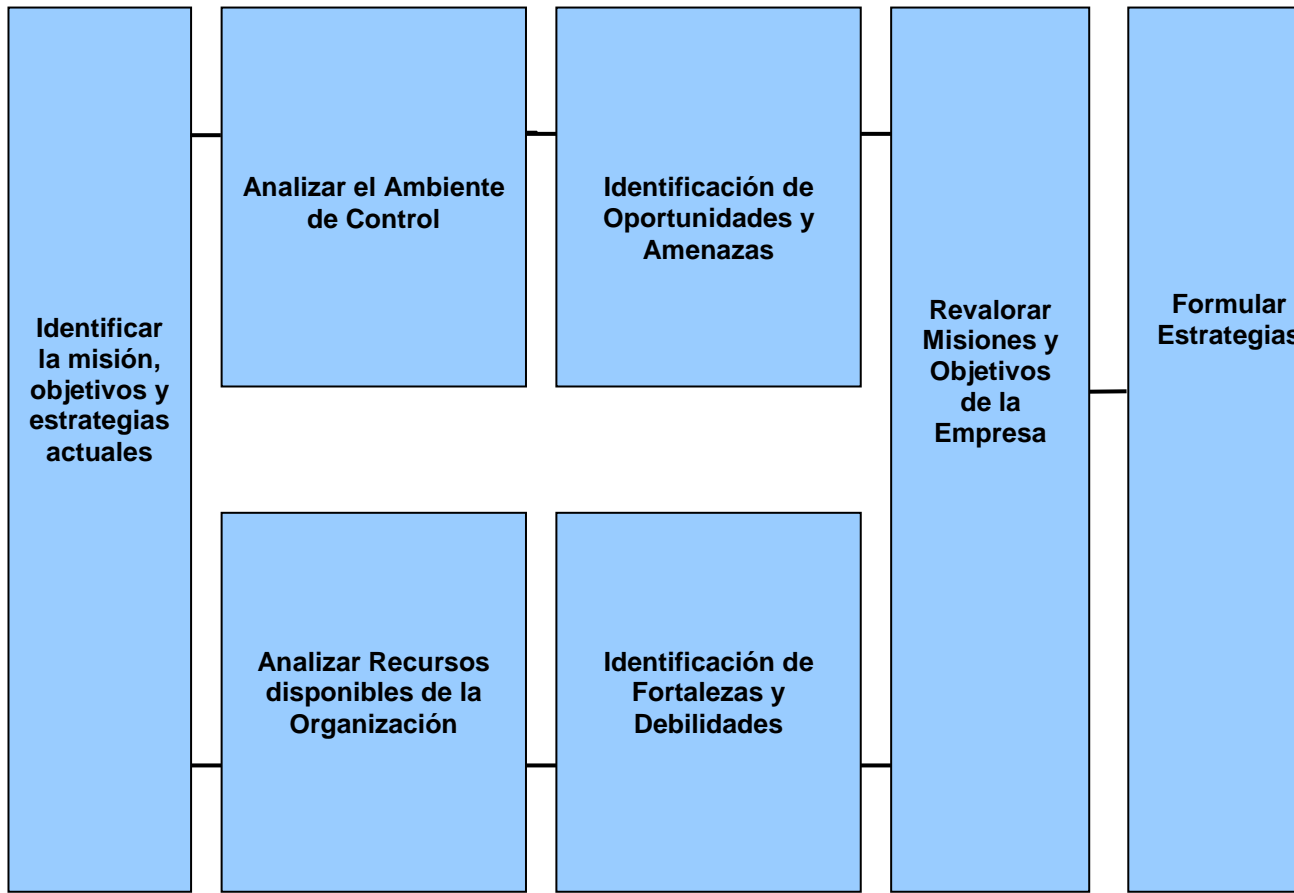 Identificar
la misión,
objetivos y
estrategias
actuales
Analizar el Ambiente
de Control
Identificación de
Oportunidades y
Amenazas
Analizar Recursos
disponibles de la
Organización
Identificación de
Fortalezas y
Debilidades
Revalorar
Misiones y
Objetivos
de la
Empresa
Formular
Estrategias